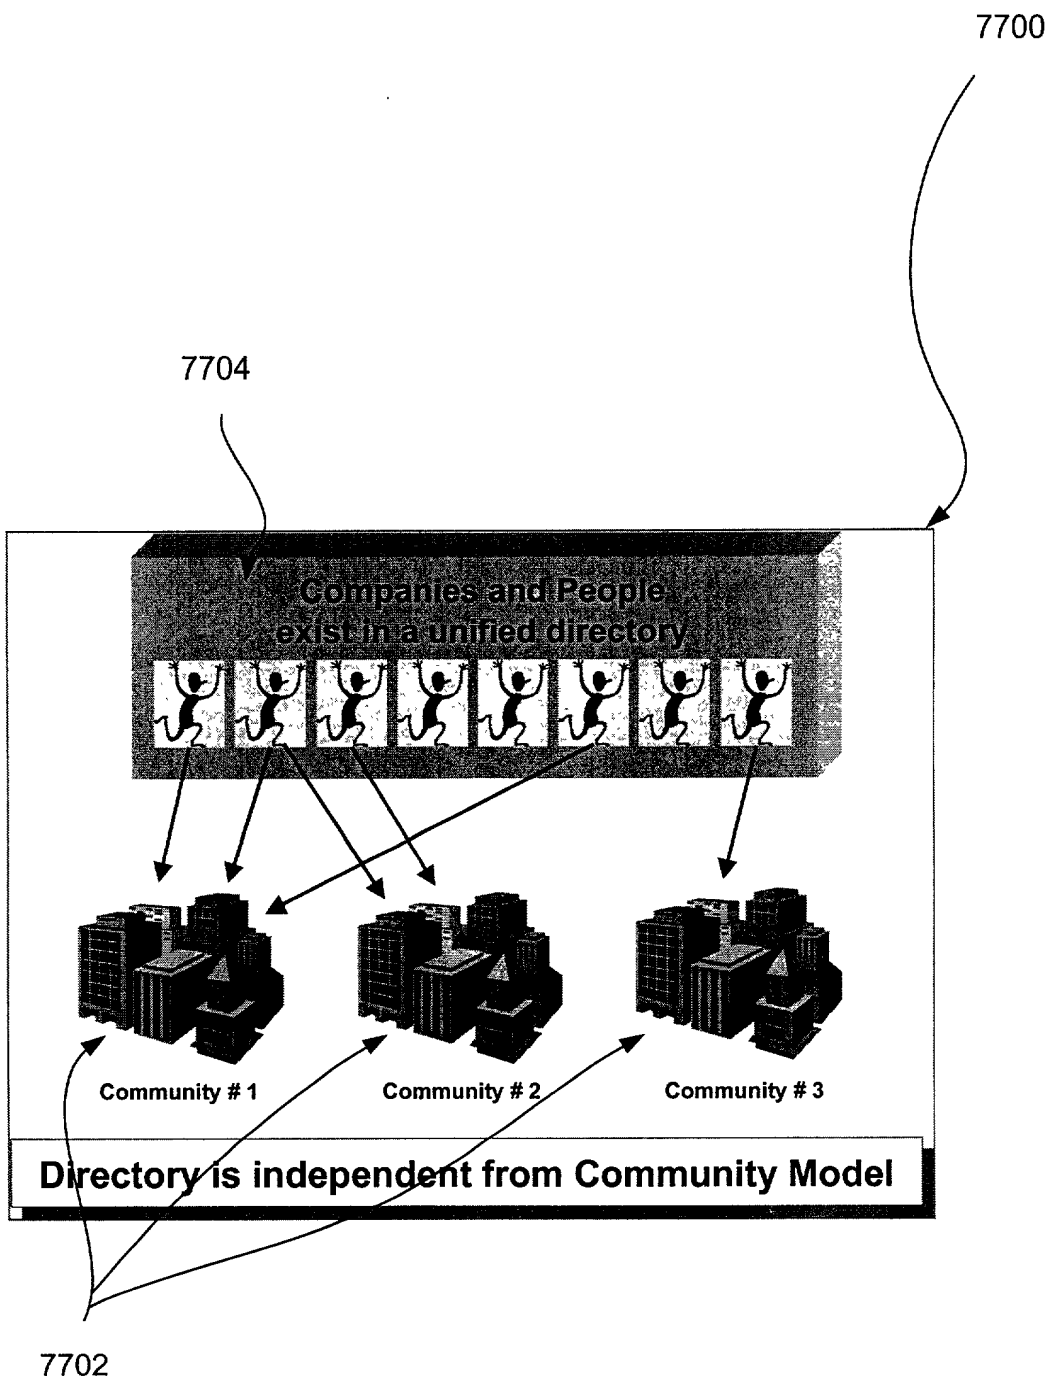 7700
7704
Companies and People
exist in a unified directory
Community # 1
Community # 2
Community # 3
Directory is independent from Community Model
7702